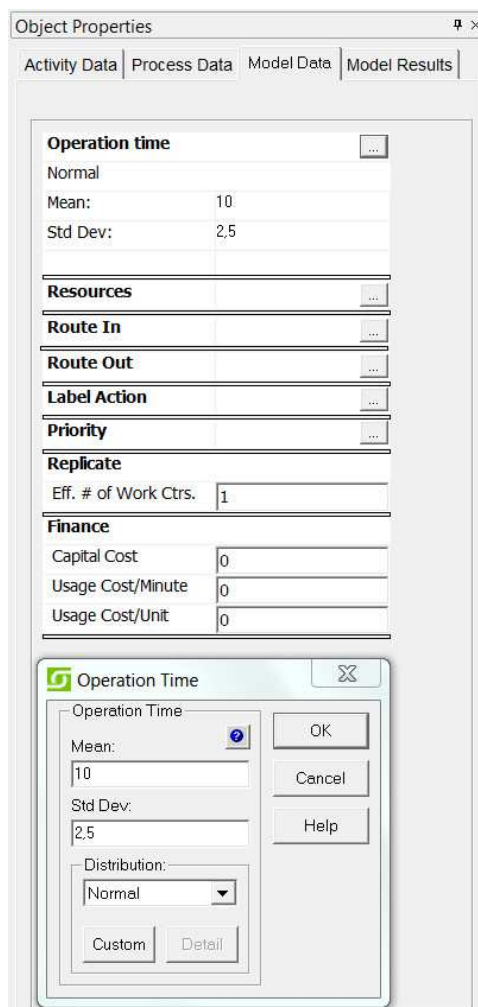 Object Properties
Activity Data Process Data Model Data Model Results
Operation time ...
Normal
Mean: 10
Std Dev: 2,5
Resources ...
Route In ...
Route Out ...
Label Action ...
Priority ...
Replicate
Eff. # of Work Ctrs. 1
Finance
Capital Cost 0
Usage Cost/Minute 0
Usage Cost/Unit 0
Operation Time
Operation Time
Mean:
10
Std Dev:
2,5
Distribution:
Normal
Custom Detail
OK
Cancel
Help